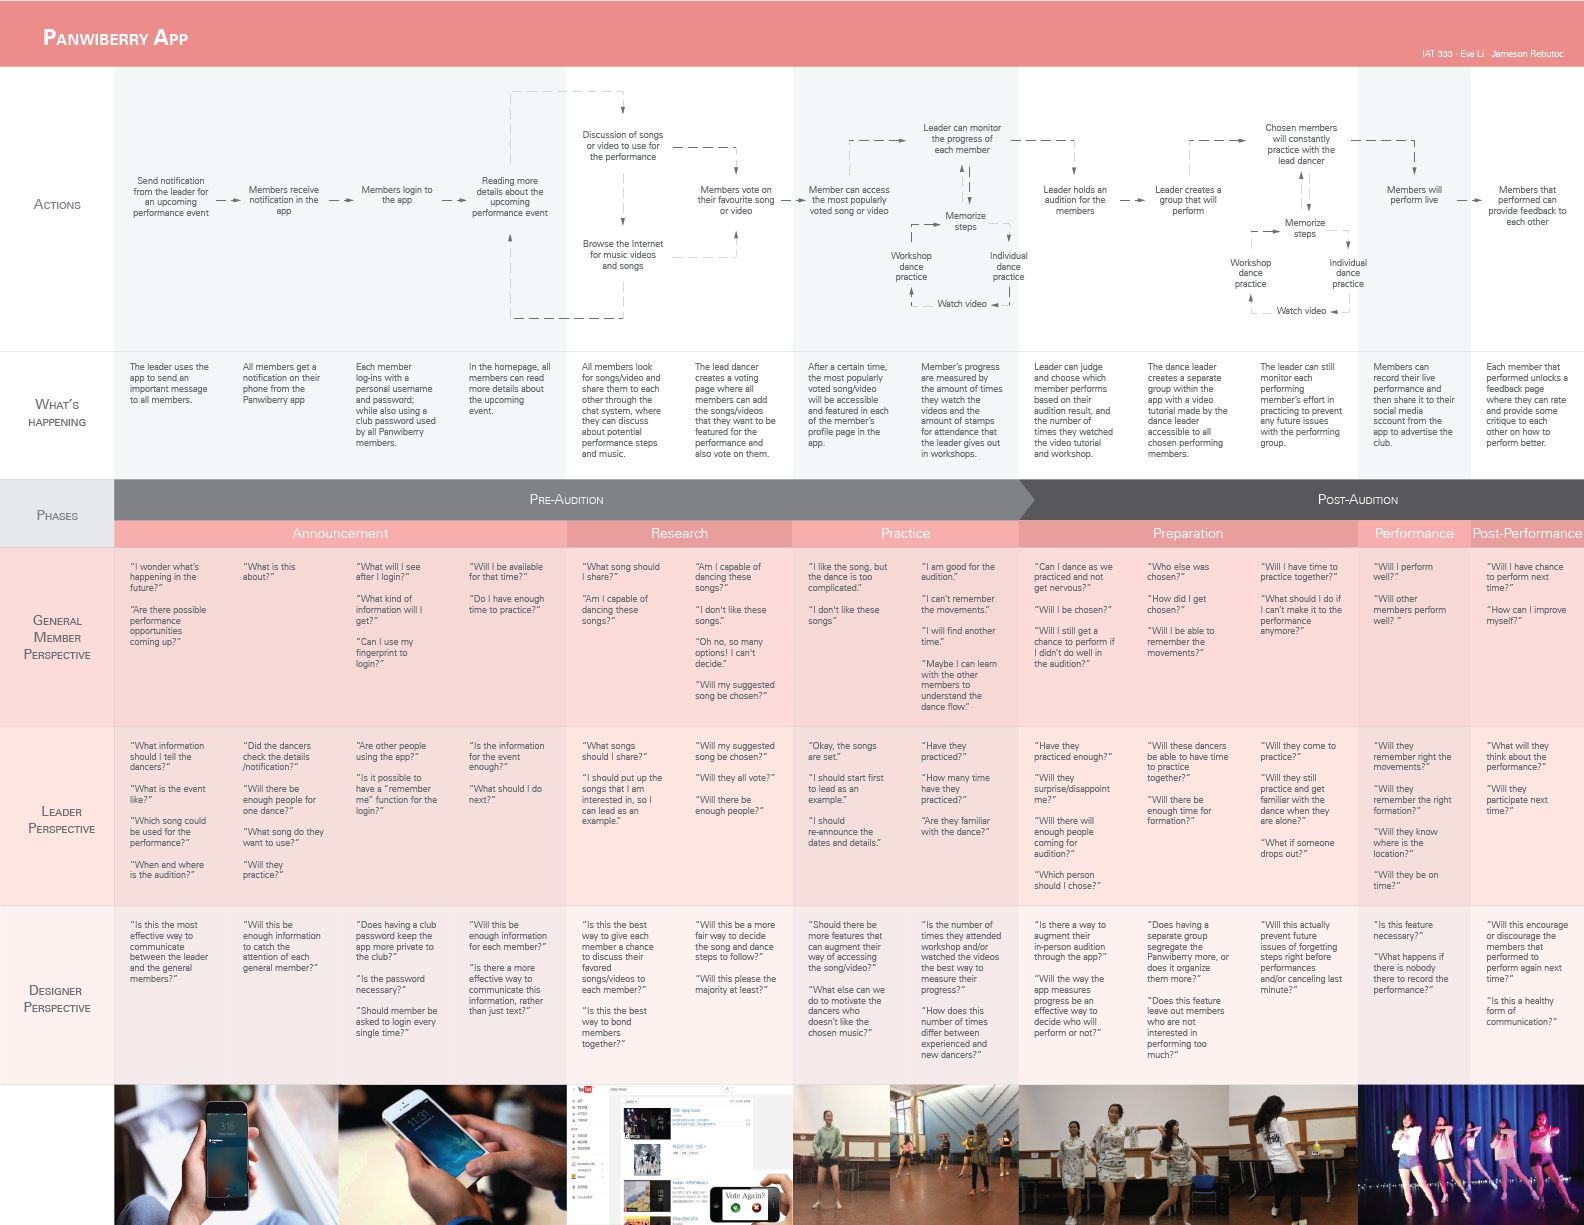 PANWIBERRY APP
IAT 333 · Eva Li · Jameson Rebutoc
ACTIONS
Send notification
from the leader for
an upcoming
performance event
Members receive
notification in the
app
Members login to
the app
Reading more
details about the
upcoming
performance event
Discussion of songs
or video to use for
the performance
Browse the Internet
for music videos
and songs
Members vote on
their favourite song
or video
Member can access
the most popularly
voted song or video
Leader can monitor
the progress of
each member
Memorize
steps
Workshop
dance
practice
Individual
dance
practice
Watch video
Leader holds an
audition for the
members
Leader creates a
group that will
perform
Chosen members
will constantly
practice with the
lead dancer
Memorize
steps
Workshop
dance
practice
Individual
dance
practice
Watch video
Members will
perform live
Members that
performed can
provide feedback to
each other
WHAT'S
HAPPENING
The leader uses the
app to send an
important message
to all members.
All members get a
notification on their
phone from the
Panwiberry app
Each member
log-ins with a
personal username
and password;
while also using a
club password used
by all Panwiberry
members.
In the homepage, all
members can read
more details about
the upcoming
event.
All members look
for songs/video and
share them to each
other through the
chat system, where
they can discuss
about potential
performance steps
and music.
The lead dancer
creates a voting
page where all
members can add
the songs/videos
that they want to be
featured for the
performance and
also vote on them.
After a certain time,
the most popularly
voted song/video
will be accessible
and featured in each
of the member's
profile page in the
app.
Member's progress
are measured by
the amount of times
they watch the
videos and the
amount of stamps
for attendance that
the leader gives out
in workshops.
Leader can judge
and choose which
member performs
based on their
audition result, and
the number of
times they watched
the video tutorial
and workshop.
The dance leader
creates a separate
group within the
app with a video
tutorial made by the
dance leader
accessible to all
chosen performing
members.
The leader can still
monitor each
performing
member's effort in
practicing to prevent
any future issues
with the performing
group.
Members can
record their live
performance and
then share it to their
social media
sccount from the
app to advertise the
club.
Each member that
performed unlocks a
feedback page
where they can rate
and provide some
critique to each
other on how to
perform better.
PHASES
PRE-AUDITION
POST-AUDITION
Announcement
Research
Practice
Preparation
Performance
Post-Performance
GENERAL
MEMBER
PERSPECTIVE
"I wonder what's
happening in the
future?"
"Are there possible
performance
opportunities
coming up?"
"What is this
about?"
"What will I see
after I login?"
"What kind of
information will I
get?"
"Can I use my
fingerprint to
login?"
"Will I be available
for that time?"
"Do I have enough
time to practice?"
"What song should
I share?"
"Am I capable of
dancing these
songs?"
"Am I capable of
dancing these
songs?"
"I don't like these
songs."
"Oh no, so many
options! I can't
decide."
"Will my suggested
song be chosen?"
"I like the song, but
the dance is too
complicated."
"I don't like these
songs"
"I am good for the
audition."
"I can't remember
the movements."
"I will find another
time."
"Maybe I can learn
with the other
members to
understand the
dance flow."
"Can I dance as we
practiced and not
get nervous?"
"Will I be chosen?"
"Will I still get a
chance to perform if
I didn't do well in
the audition?"
"Who else was
chosen?"
"How did I get
chosen?"
"Will I be able to
remember the
movements?"
"Will I have time to
practice together?"
"What should I do if
I can't make it to the
performance
anymore?"
"Will I perform
well?"
"Will other
members perform
well? "
"Will I have chance
to perform next
time?"
"How can I improve
myself?"
LEADER
PERSPECTIVE
"What information
should I tell the
dancers?"
"What is the event
like?"
"Which song could
be used for the
performance?"
"When and where
is the audition?"
"Did the dancers
check the details
/notification?"
"Will there be
enough people for
one dance?"
"What song do they
want to use?"
"Will they
practice?"
"Are other people
using the app?"
"Is it possible to
have a "remember
me" function for the
login?"
"Is the information
for the event
enough?"
"What should I do
next?"
"What songs
should I share?"
"I should put up the
songs that I am
interested in, so I
can lead as an
example."
"Will my suggested
song be chosen?"
"Will they all vote?"
"Will there be
enough people?"
"Okay, the songs
are set."
"I should start first
to lead as an
example."
"I should
re-announce the
dates and details."
"Have they
practiced?"
"How many time
have they
practiced?"
"Are they familiar
with the dance?"
"Have they
practiced enough?"
"Will they
surprise/disappoint
me?"
"Will there will
enough people
coming for
audition?"
"Which person
should I chose?"
"Will these dancers
be able to have time
to practice
together?"
"Will there be
enough time for
formation?"
"Will they come to
practice?"
"Will they still
practice and get
familiar with the
dance when they
are alone?"
"What if someone
drops out?"
"Will they
remember right the
movements?"
"Will they
remember the right
formation?"
"Will they know
where is the
location?"
"Will they be on
time?"
"What will they
think about the
performance?"
"Will they
participate next
time?"
DESIGNER
PERSPECTIVE
"Is this the most
effective way to
communicate
between the leader
and the general
members?"
"Will this be
enough information
to catch the
attention of each
general member?"
"Does having a club
password keep the
app more private to
the club?"
"Is the password
necessary?"
"Should member be
asked to login every
single time?"
"Will this be
enough information
for each member?"
"Is there a more
effective way to
communicate this
information, rather
than just text?"
"Is this the best
way to give each
member a chance
to discuss their
favored
songs/videos to
each member?"
"Is this the best
way to bond
members
together?"
"Will this be a more
fair way to decide
the song and dance
steps to follow?"
"Will this please the
majority at least?"
"Should there be
more features that
can augment their
way of accessing
the song/video?"
"What else can we
do to motivate the
dancers who
doesn't like the
chosen music?"
"Is the number of
times they attended
workshop and/or
watched the videos
the best way to
measure their
progress?"
"How does this
number of times
differ between
experienced and
new dancers?"
"Is there a way to
augment their
in-person audition
through the app?"
"Will the way the
app measures
progress be an
effective way to
decide who will
perform or not?"
"Does having a
separate group
segregate the
Panwiberry more, or
does it organize
them more?"
"Does this feature
leave out members
who are not
interested in
performing too
much?"
"Will this actually
prevent future
issues of forgetting
steps right before
performances
and/or canceling last
minute?"
"Is this feature
necessary?"
"What happens if
there is nobody
there to record the
performance?"
"Will this encourage
or discourage the
members that
performed to
perform again next
time?"
"Is this a healthy
form of
communication?"
3:15
11:31
YouTube
Vote Again?